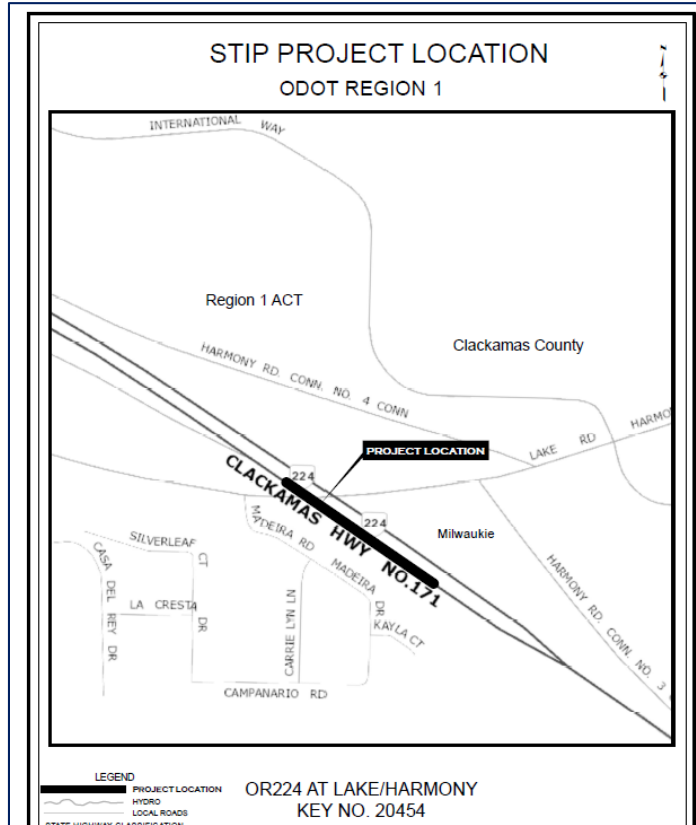 STIP PROJECT LOCATION
ODOT REGION 1
INTERNATIONAL WAY
Region 1 ACT
Clackamas County
HARMONY RD. CONN. NO. 4 CONN
LAKE RD HARMO
PROJECT LOCATION
224
CLACKAMAS HWY NO.171
224
Milwaukie
MADEIRA RD
MADEIRA DR
SILVERLEAF CT
CASA DEL REY DR
LA CRESTA
DR
CARRIE LYN LN
KAYLA CT
HARMONY RD. CONN. NO. 3
CAMPANARIO RD
LEGEND
PROJECT LOCATION
HYDRO
LOCAL ROADS
STATE HIGHWAY CLASSIFICATION
OR224 AT LAKE/HARMONY
KEY NO. 20454